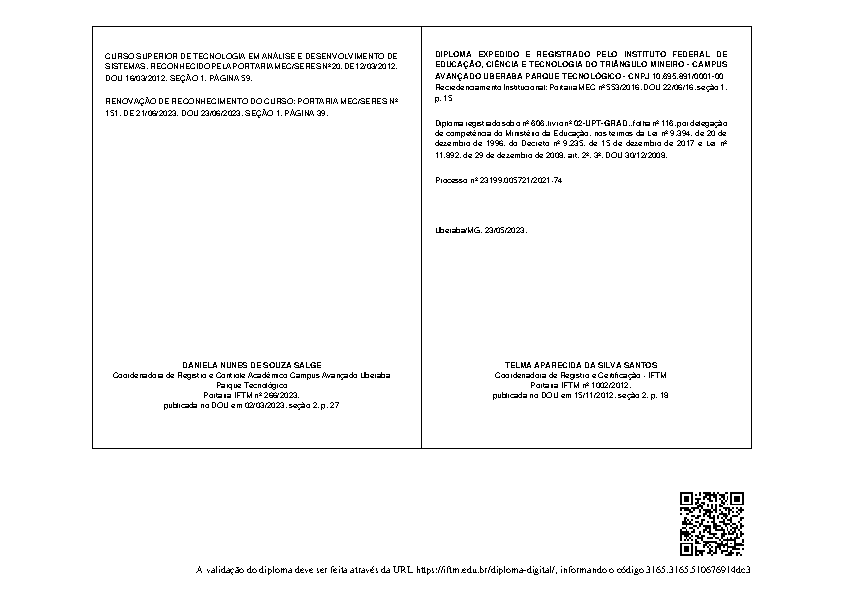 CURSO SUPERIOR DE TECNOLOGIA EM ANÁLISE E DESENVOLVIMENTO DE
SISTEMAS. RECONHECIDO PELA PORTARIA MEC/SERES Nº 20, DE 12/03/2012.
DOU 16/03/2012. SEÇÃO 1. PÁGINA 59.
RENOVAÇÃO DE RECONHECIMENTO DO CURSO: PORTARIA MEC/SERES Nº
151, DE 21/06/2023. DOU 23/06/2023. SEÇÃO 1. PÁGINA 39.
DANIELA NUNES DE SOUZA SALGE
Coordenadora de Registro e Controle Acadêmico Campus Avançado Uberaba
Parque Tecnológico
Portaria IFTM nº 266/2023,
publicada no DOU em 02/03/2023, seção 2, p. 27
DIPLOMA EXPEDIDO E REGISTRADO PELO INSTITUTO FEDERAL DE
EDUCAÇÃO, CIÊNCIA E TECNOLOGIA DO TRIÂNGULO MINEIRO - CAMPUS
AVANÇADO UBERABA PARQUE TECNOLÓGICO - CNPJ 10.695.891/0001-00
Recredenciamento Institucional: Portaria MEC nº 553/2016. DOU 22/06/16.seção 1.
p. 15
Diploma registrado sob o nº 606, livro nº 02-UPT-GRAD., folha nº 116, por delegação
de competência do Ministério da Educação, nos termos da Lei nº 9.394, de 20 de
dezembro de 1996, do Decreto nº 9.235, de 15 de dezembro de 2017 e Lei nº
11.892, de 29 de dezembro de 2008, art. 2º, 3º, DOU 30/12/2008.
Processo nº 23199.005721/2021-74
Uberaba/MG, 23/05/2023.
TELMA APARECIDA DA SILVA SANTOS
Coordenadora de Registro e Certificação - IFTM
Portaria IFTM nº 1002/2012,
publicada no DOU em 15/11/2012, seção 2, p. 18
A validação do diploma deve ser feita através da URL https://iftm.edu.br/diploma-digital/, informando o código 3165.3165.510676914dc3